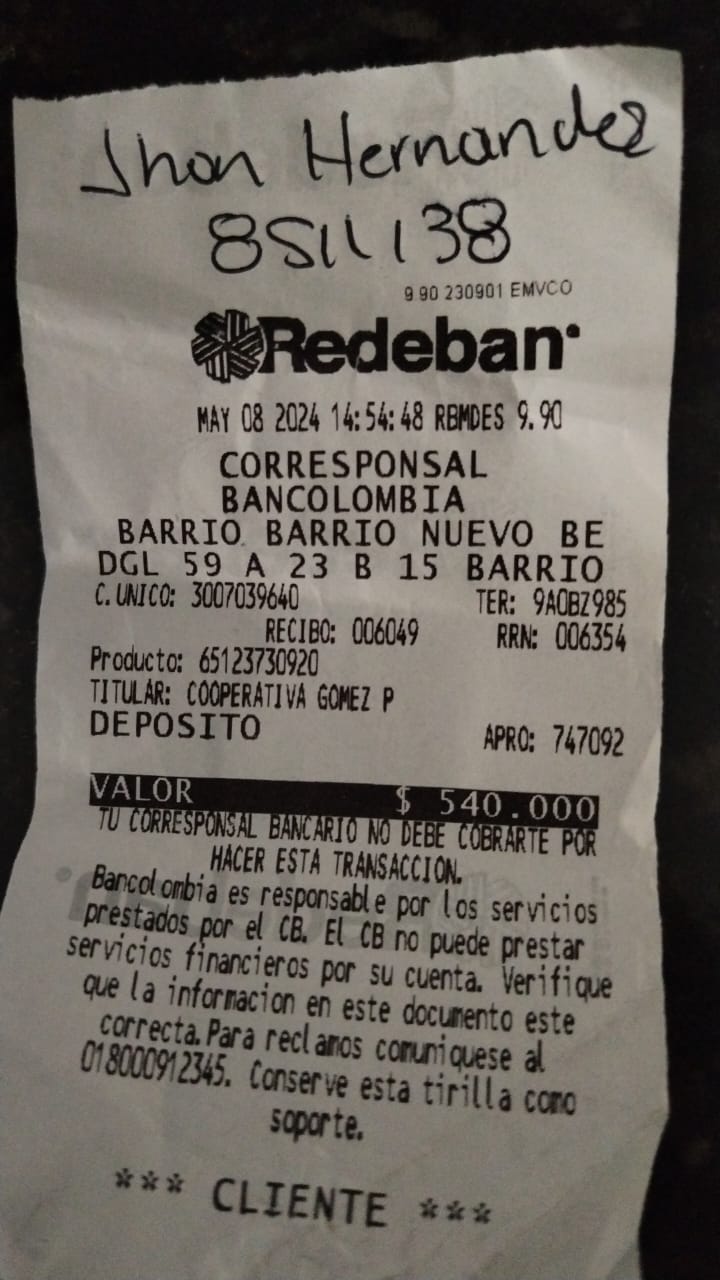 Jhon Hernandez
8511138
9.90 230901 EMVCO
Redeban
MAY 08 2024 14:54:48 RBMDES 9.90
CORRESPONSAL
BANCOLOMBIA
BARRIO BARRIO NUEVO BE
DGL 59 A 23 B 15 BARRIO
C. UNICO: 3007039640 TER: 9A0BZ985
RECIBO: 006049 RRN: 006354
Producto: 65123730920
TITULAR: COOPERATIVA GOMEZ P
DEPOSITO APRO: 747092
VALOR $ 540.000
TU CORRESPONSAL BANCARIO NO DEBE COBRARTE POR
HACER ESTA TRANSACCION.
Bancolombia es responsable por los servicios
prestados por el CB. El CB no puede prestar
servicios financieros por su cuenta. Verifique
que la informacion en este documento este
correcta.Para reclamos comuniquese al
018000912345. Conserve esta tirilla como
soporte.
*** CLIENTE ***